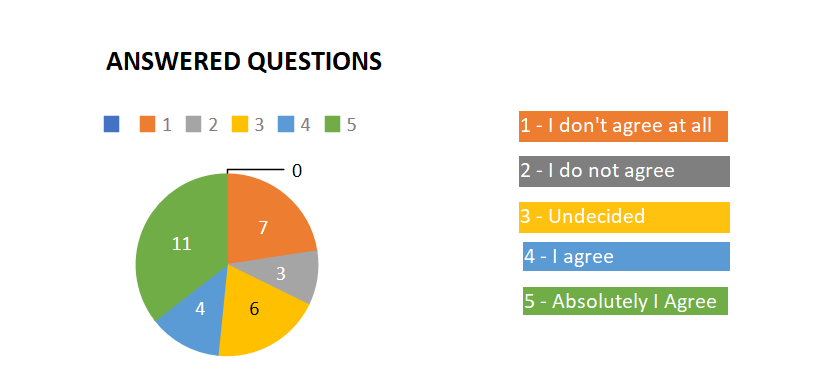 ANSWERED QUESTIONS
1 2 3 4 5
0
7
3
6
4
11
1 - I don't agree at all
2 - I do not agree
3 - Undecided
4 - I agree
5 - Absolutely I Agree